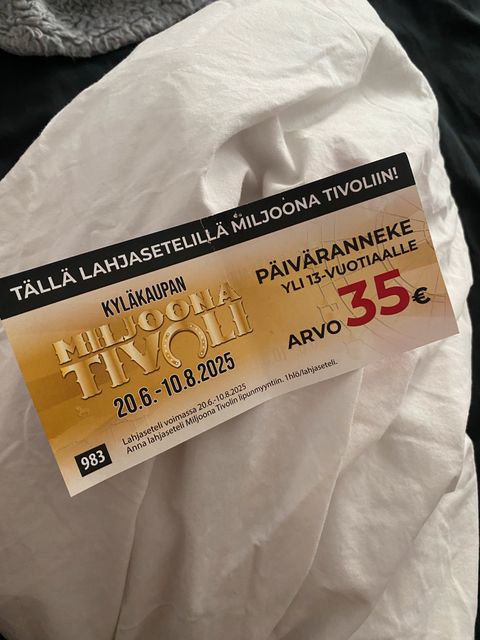 TÄLLÄ LAHJASETELILLÄ MILJOONA TIVOLIIN!
KYLÄKAUPAN
MILJOONA
TIVOLI
20.6.-10.8.2025
PÄIVÄRANNEKE
YLI 13-VUOTIAALLE
ARVO 35€
Lahjaseteli voimassa 20.6.-10.8.2025
Anna lahjaseteli Miljoona Tivolin lipunmyyntiin. 1hlö/lahjaseteli.
983